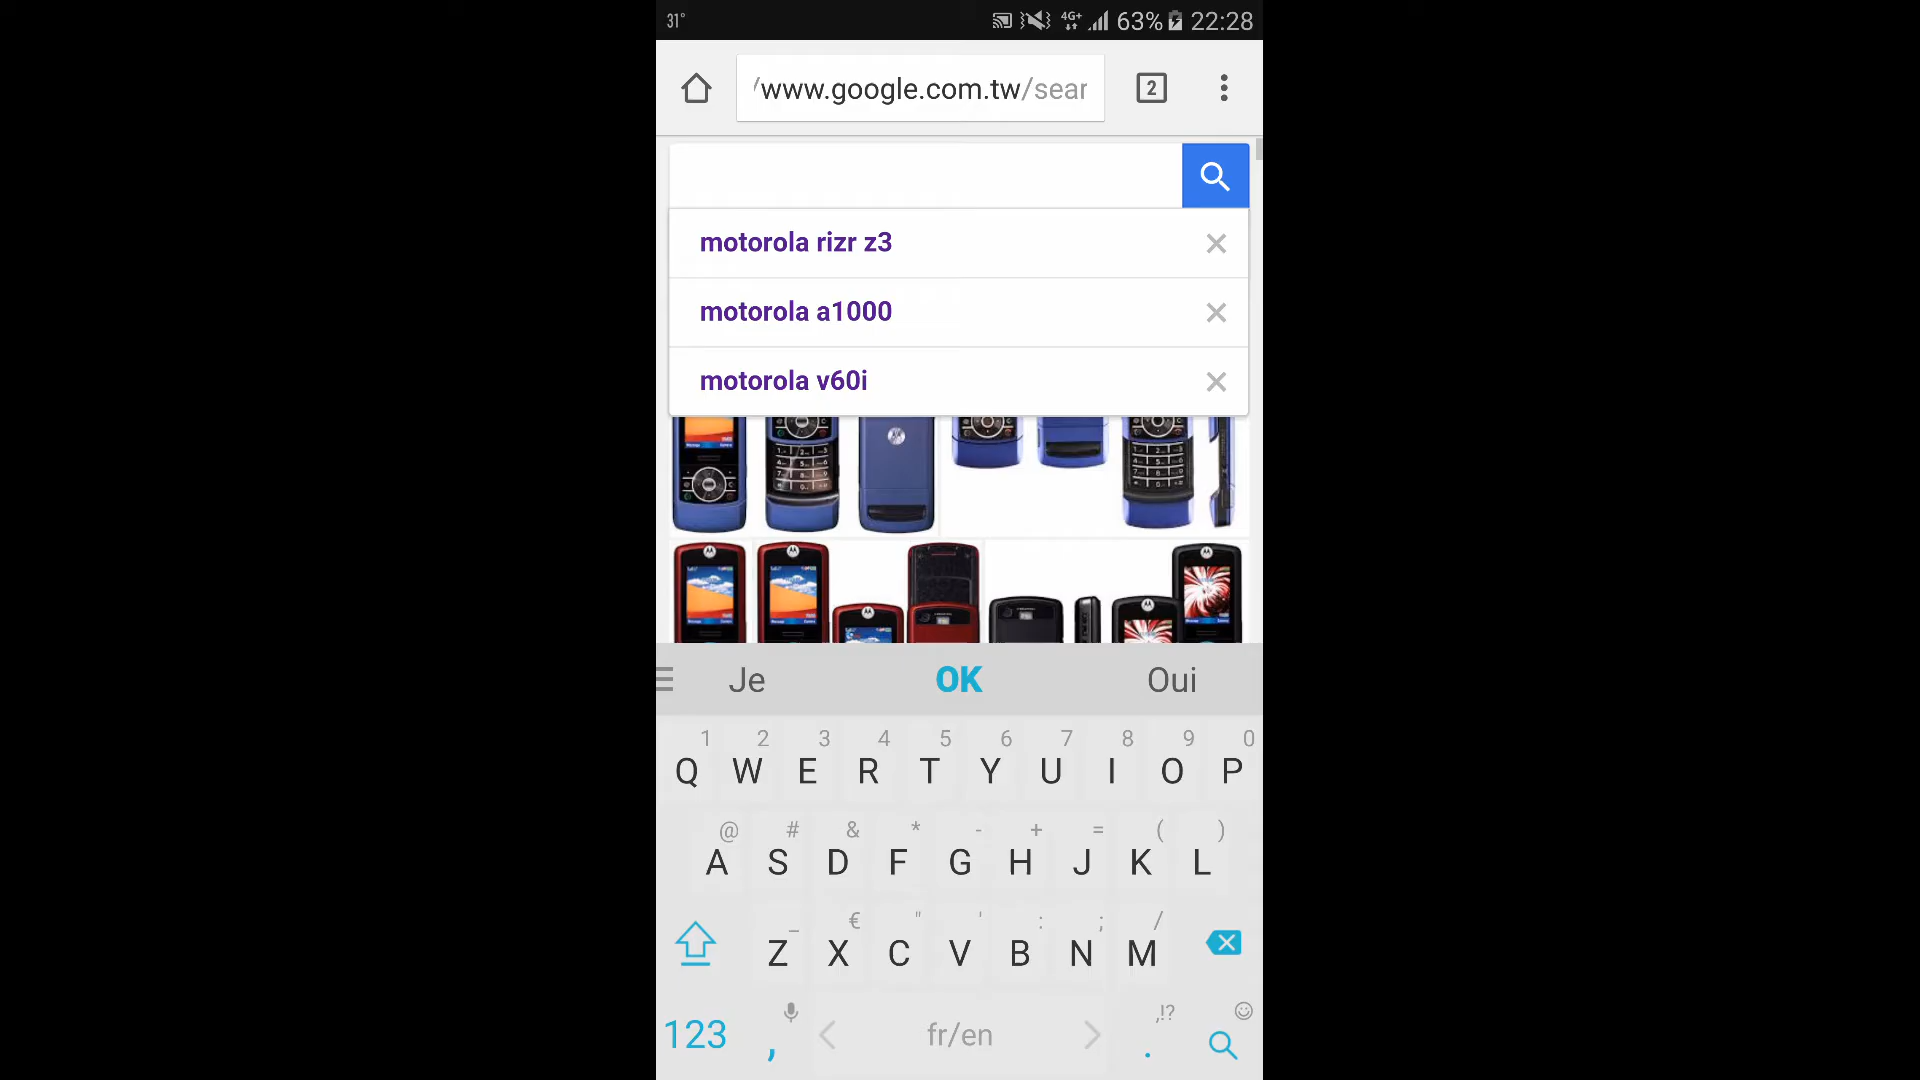 31° 4G+ 63% 22:28
/www.google.com.tw/sear 2
motorola rizr z3
motorola a1000
motorola v60i
Je OK Oui
1 2 3 4 5 6 7 8 9 0
Q W E R T Y U I O P
@ # & * - + = ( )
A S D F G H J K L
_ € " ' : ; /
Z X C V B N M
,!?
123 , fr/en .